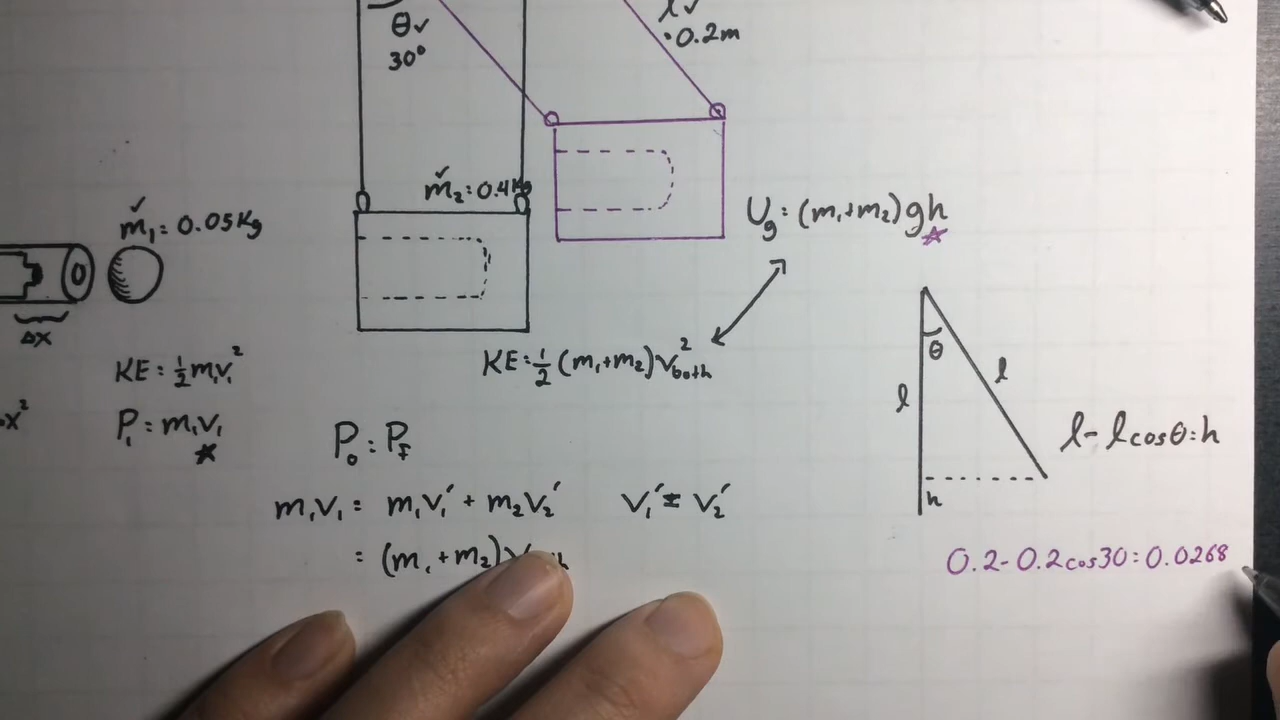 θ✓
30°
l✓
·0.2m
m₂: 0.4Kg
m₁= 0.05Kg
Ug: (m₁+m₂)gh
Δx
KE: ½m₁v₁²
KE: ½(m₁+m₂)v²both
x²
P₁: m₁v₁
θ
l
l
l-lcosθ:h
h
P₀: Pf
m₁v₁ = m₁v₁′ + m₂v₂′
v₁′ = v₂′
= (m₁+m₂)
0.2-0.2cos30:0.0268